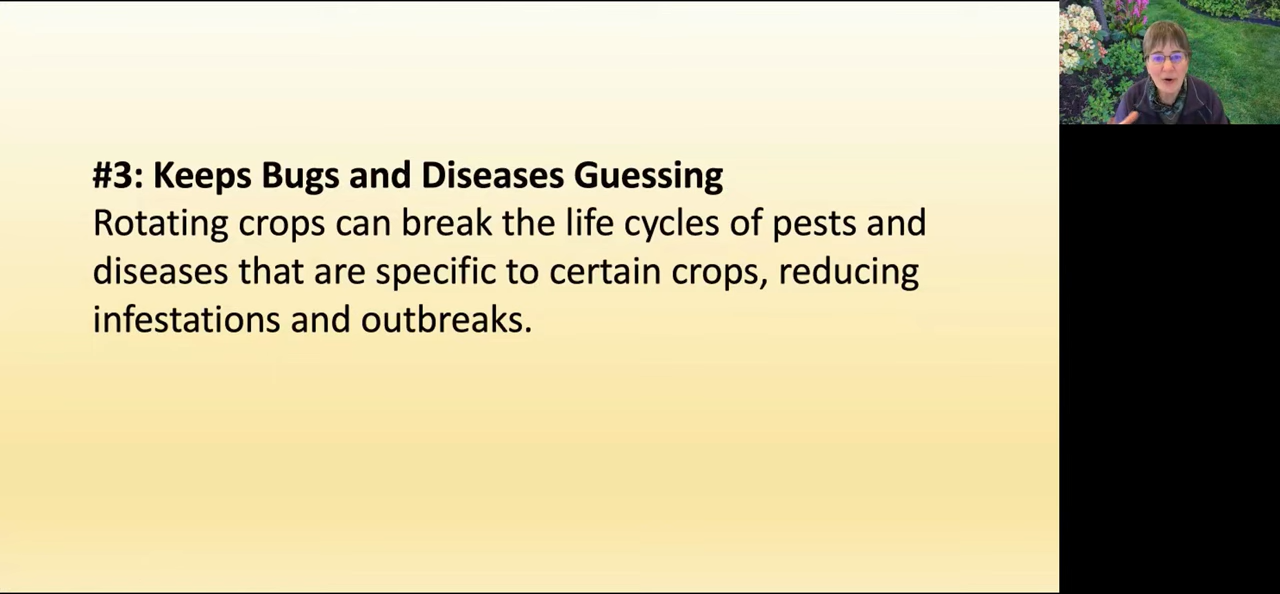 #3: Keeps Bugs and Diseases Guessing
Rotating crops can break the life cycles of pests and
diseases that are specific to certain crops, reducing
infestations and outbreaks.